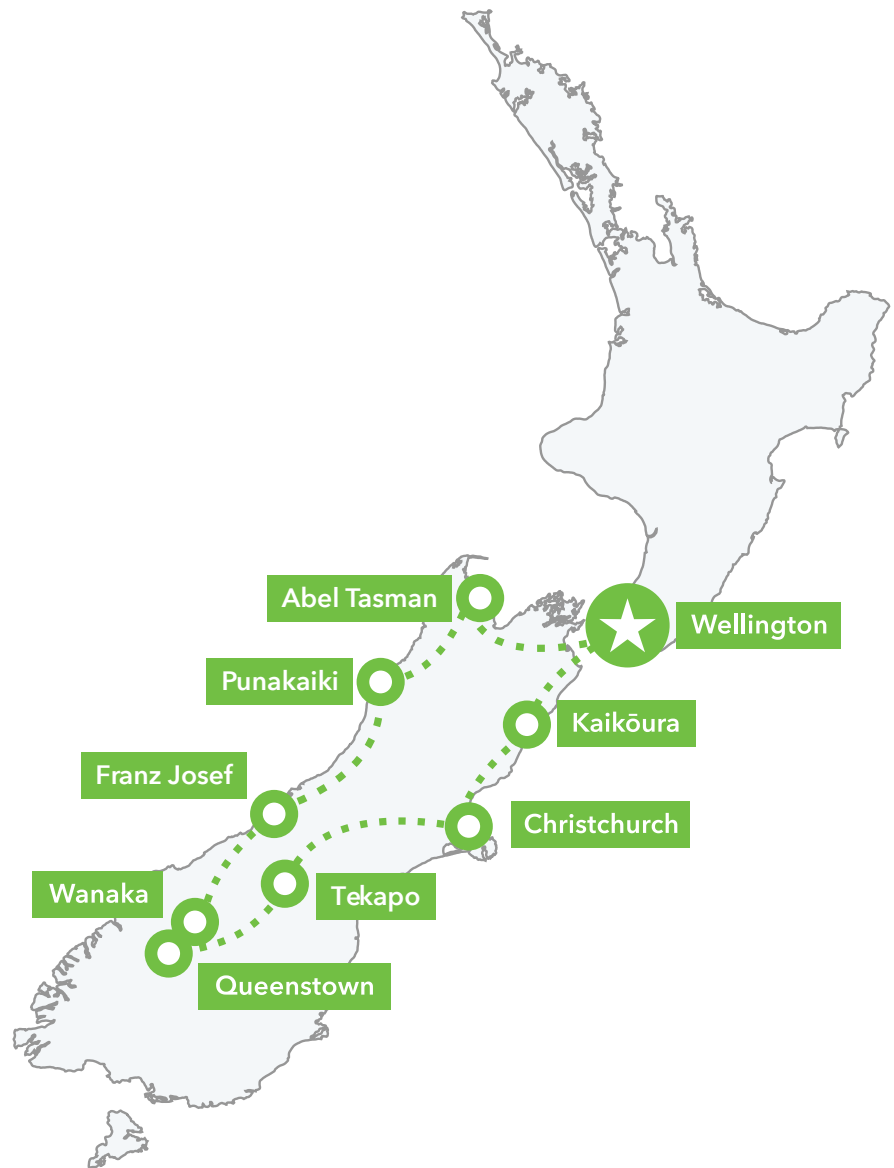 Abel Tasman
Wellington
Punakaiki
Kaikōura
Franz Josef
Christchurch
Wanaka
Tekapo
Queenstown